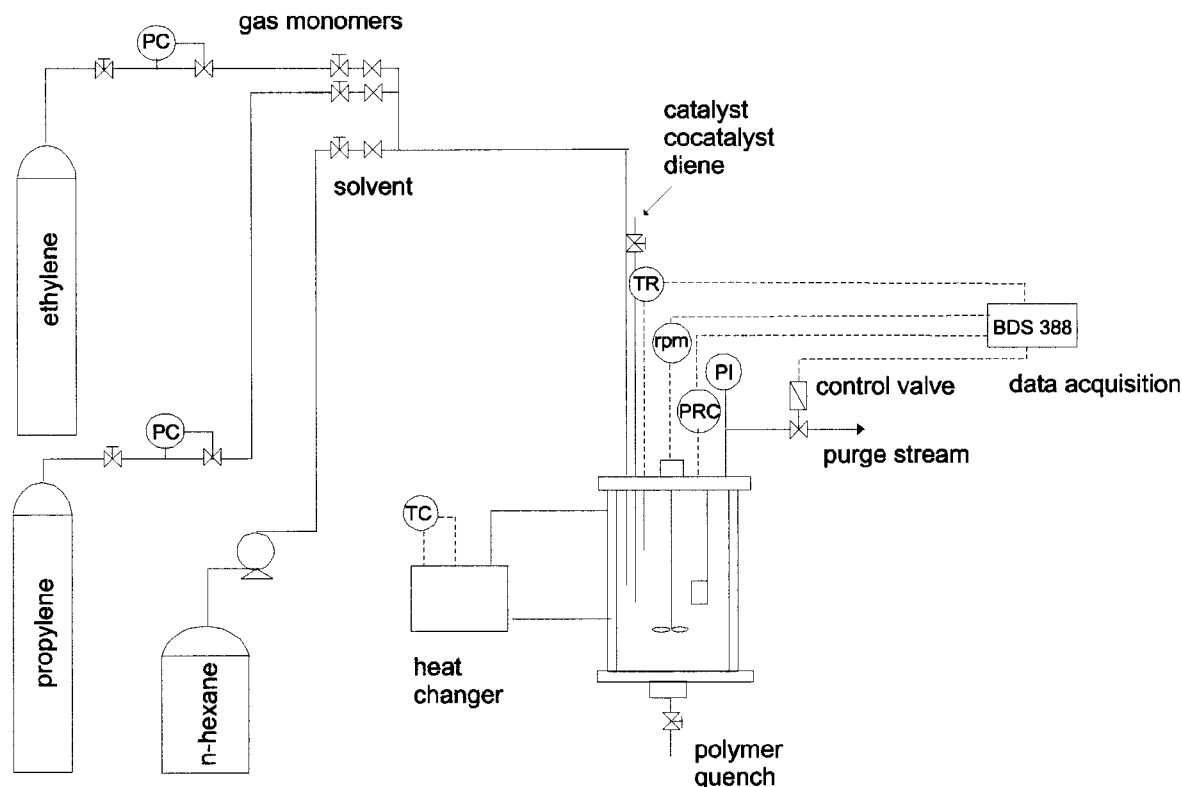 gas monomers
PC
catalyst
cocatalyst
diene
solvent
ethylene
TR
BDS 388
rpm
PI
control valve
data acquisition
PRC
PC
purge stream
TC
propylene
n-hexane
heat
changer
polymer
quench